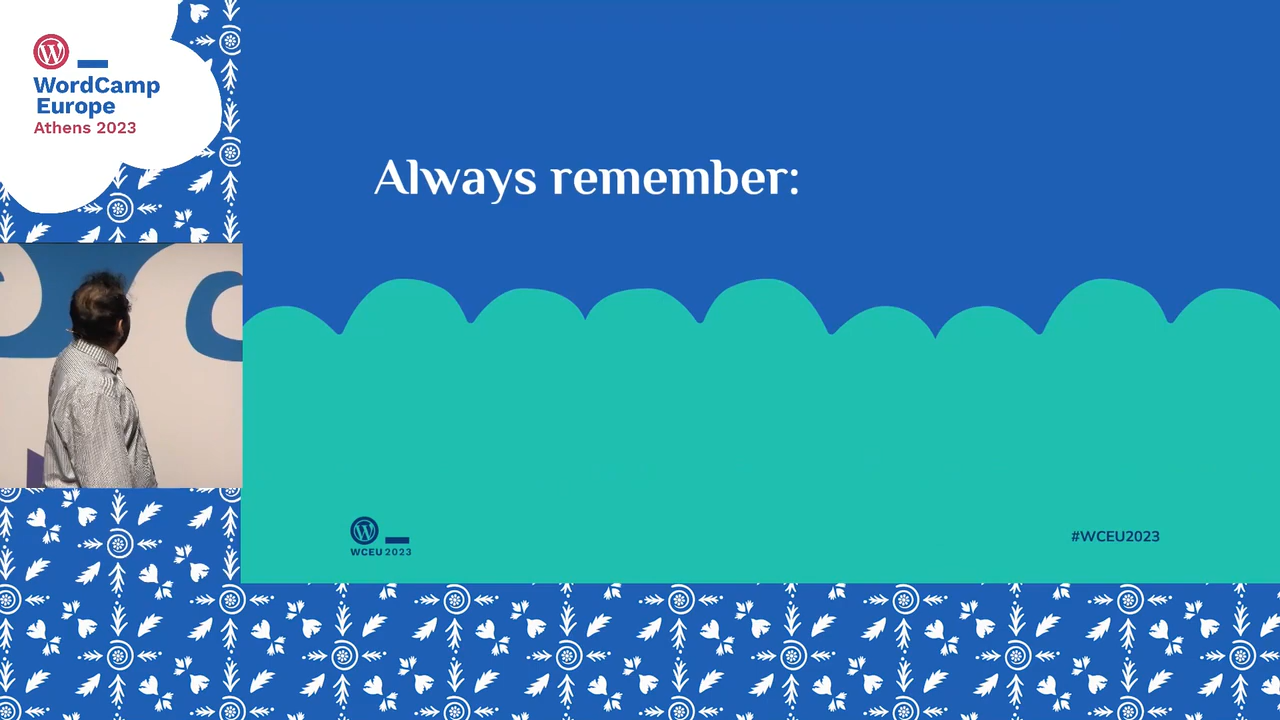 WordCamp
Europe
Athens 2023
Always remember:
WCEU 2023
#WCEU2023